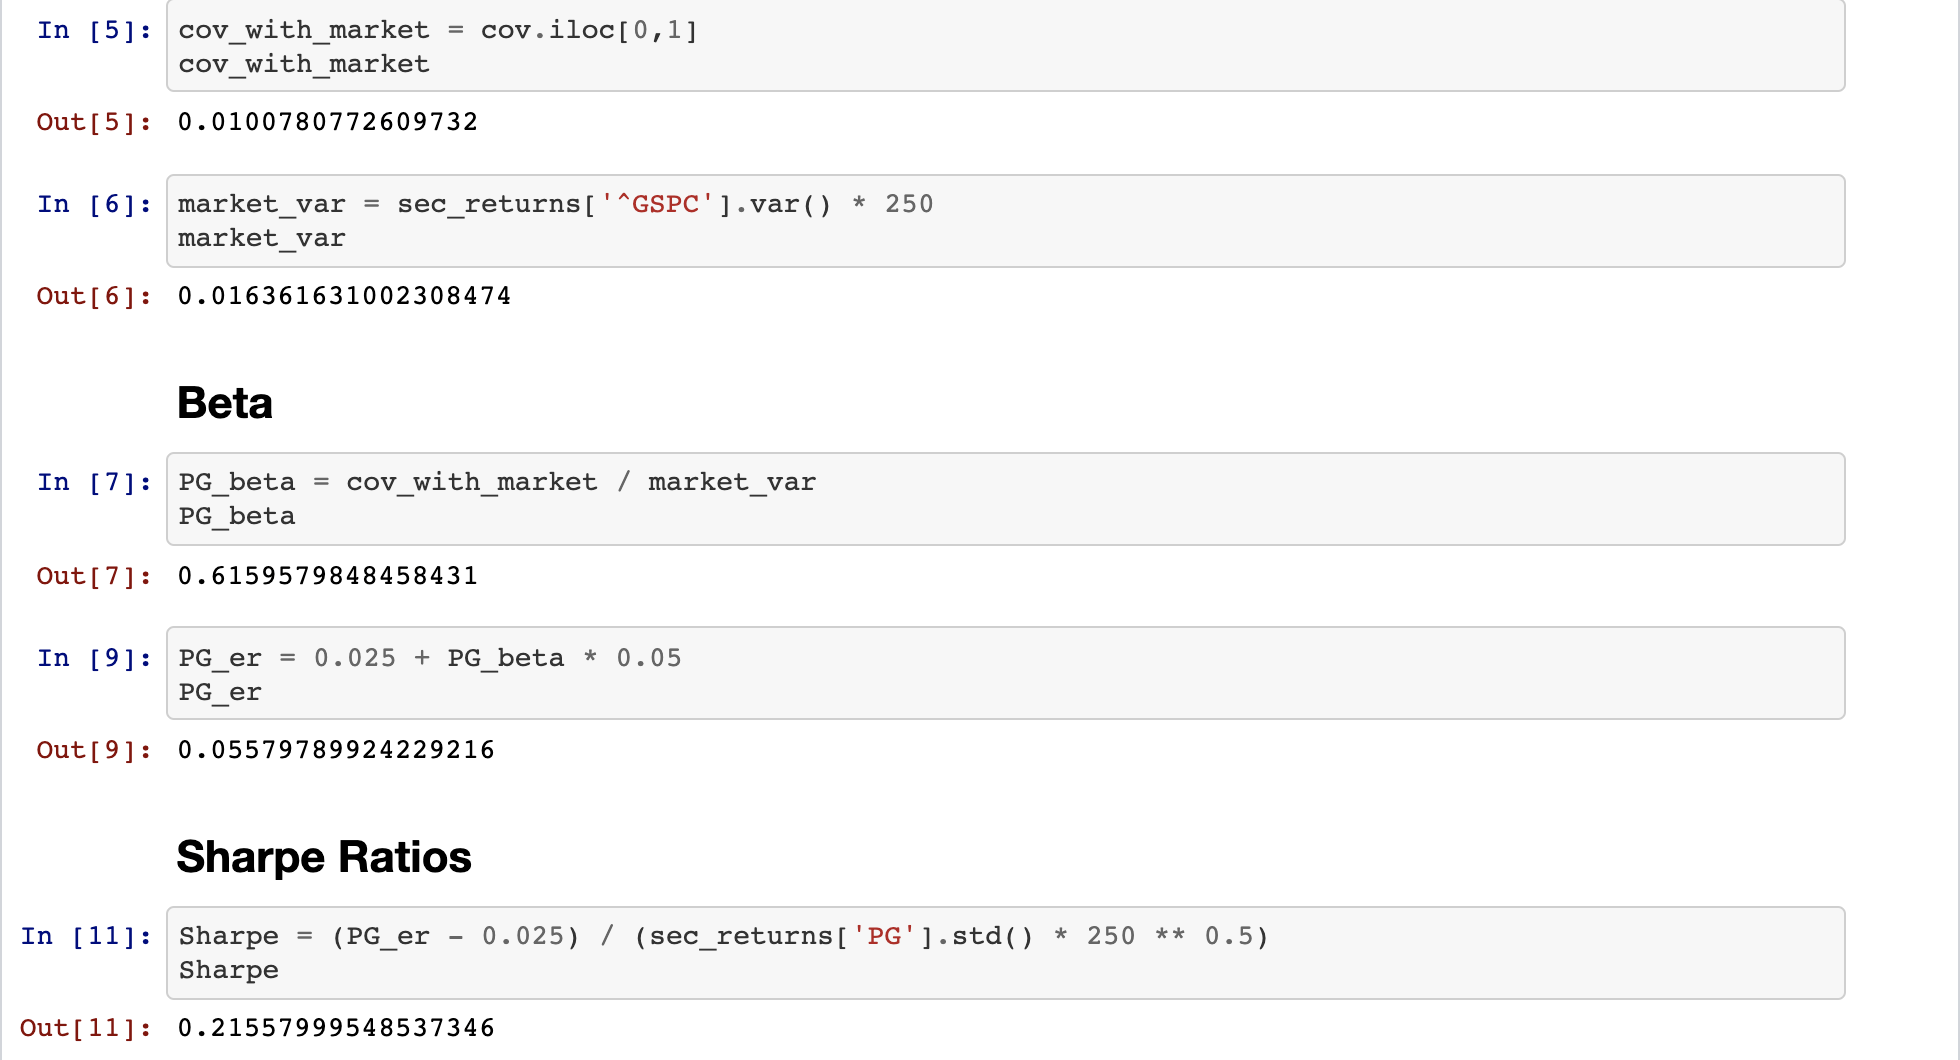 In [5]: cov_with_market = cov.iloc[0,1]
cov_with_market
Out[5]: 0.0100780772609732
In [6]: market_var = sec_returns['^GSPC'].var() * 250
market_var
Out[6]: 0.016361631002308474
Beta
In [7]: PG_beta = cov_with_market / market_var
PG_beta
Out[7]: 0.6159579848458431
In [9]: PG_er = 0.025 + PG_beta * 0.05
PG_er
Out[9]: 0.05579789924229216
Sharpe Ratios
In [11]: Sharpe = (PG_er - 0.025) / (sec_returns['PG'].std() * 250 ** 0.5)
Sharpe
Out[11]: 0.21557999548537346